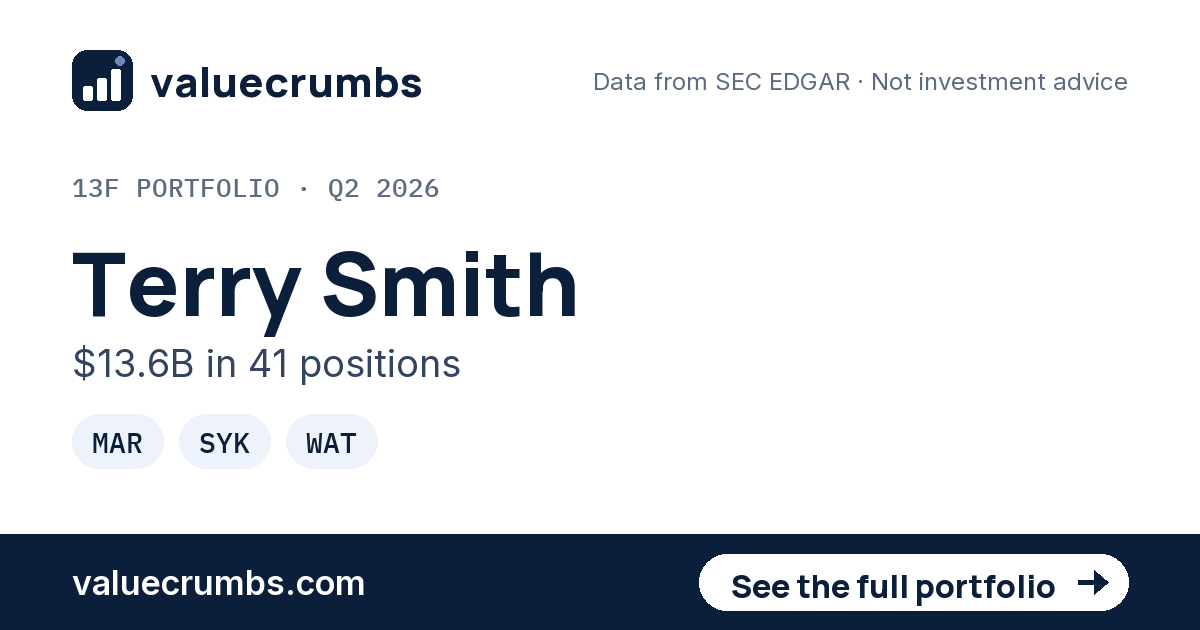 valuecrumbs
Data from SEC EDGAR · Not investment advice
13F PORTFOLIO · Q2 2026
Terry Smith
$13.6B in 41 positions
MAR SYK WAT
valuecrumbs.com
See the full portfolio →